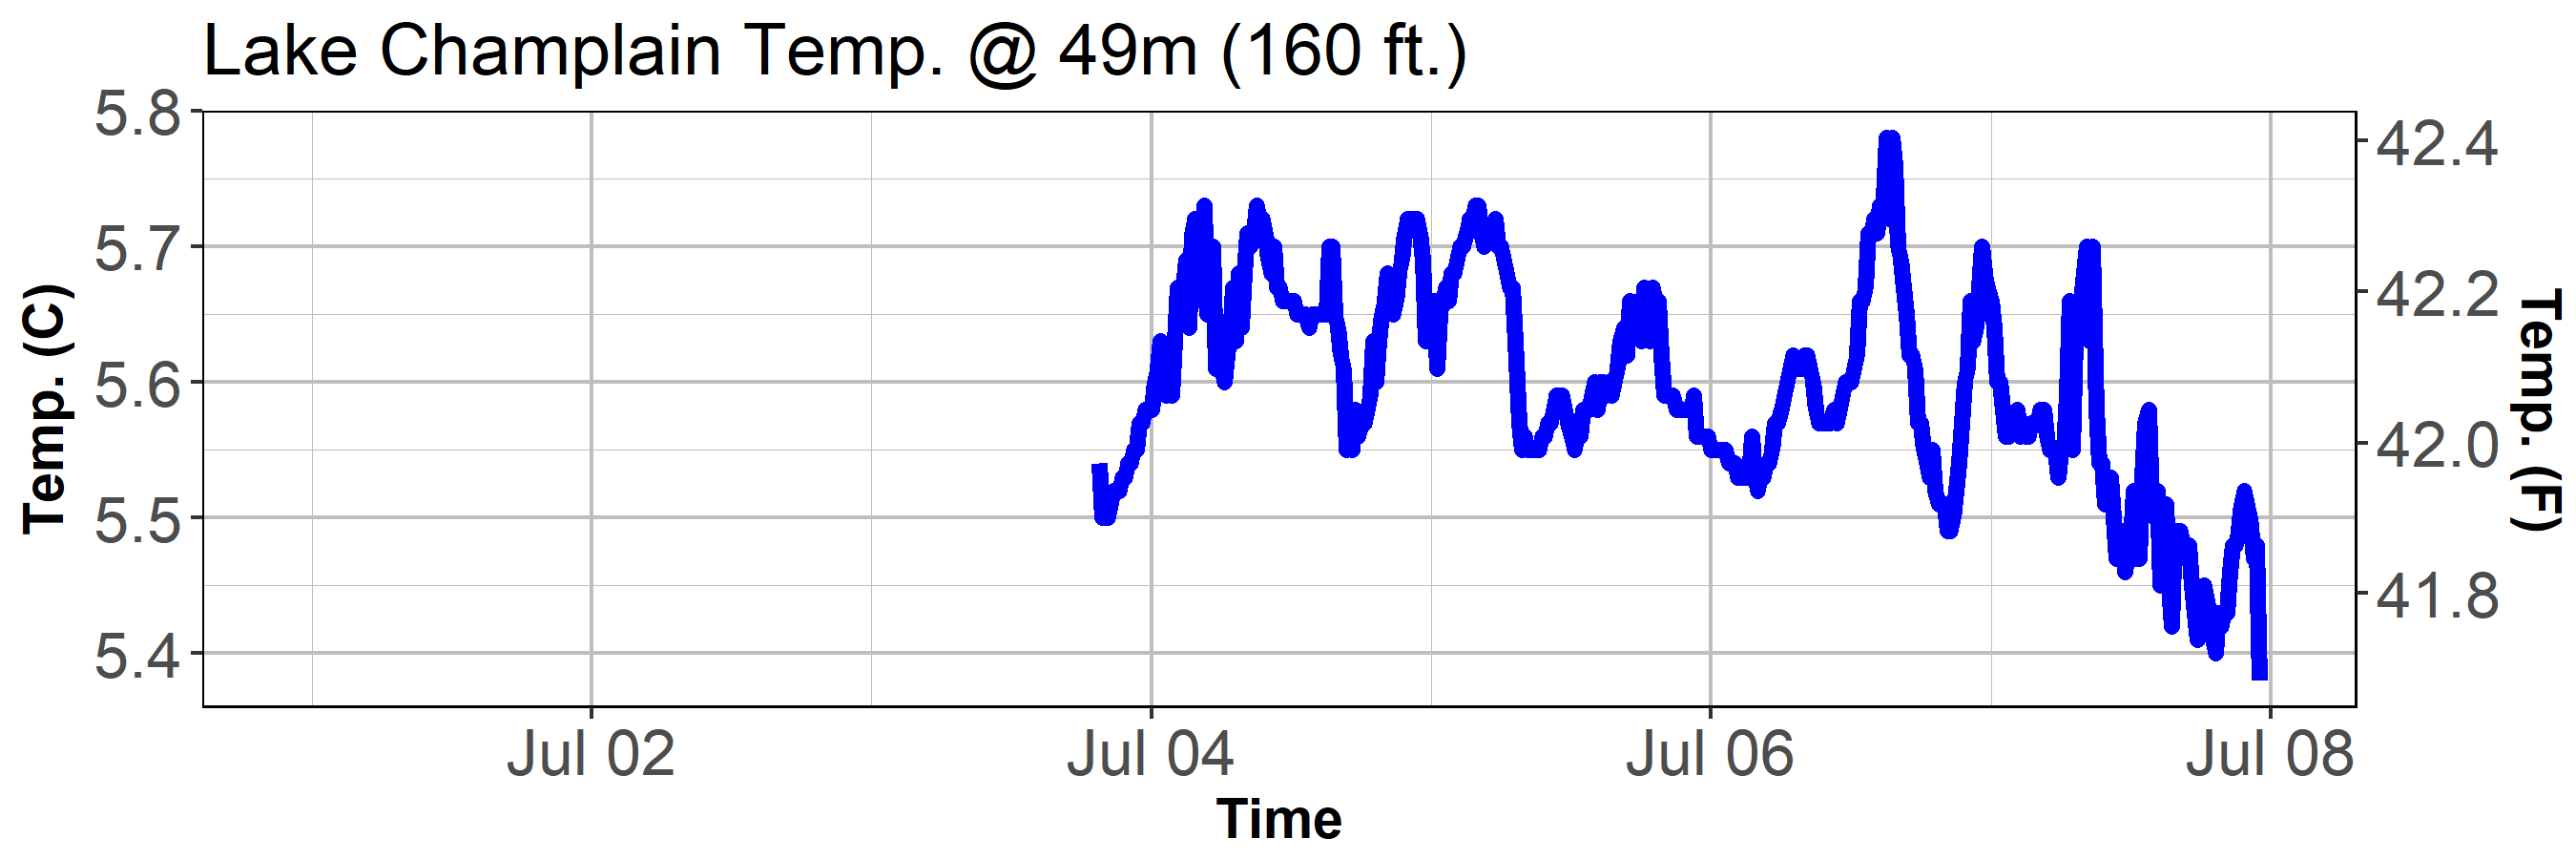 Lake Champlain Temp. @ 49m (160 ft.)
5.8
5.7
5.6
5.5
5.4
Temp. (C)
42.4
42.2
42.0
41.8
Temp. (F)
Jul 02 Jul 04 Jul 06 Jul 08
Time